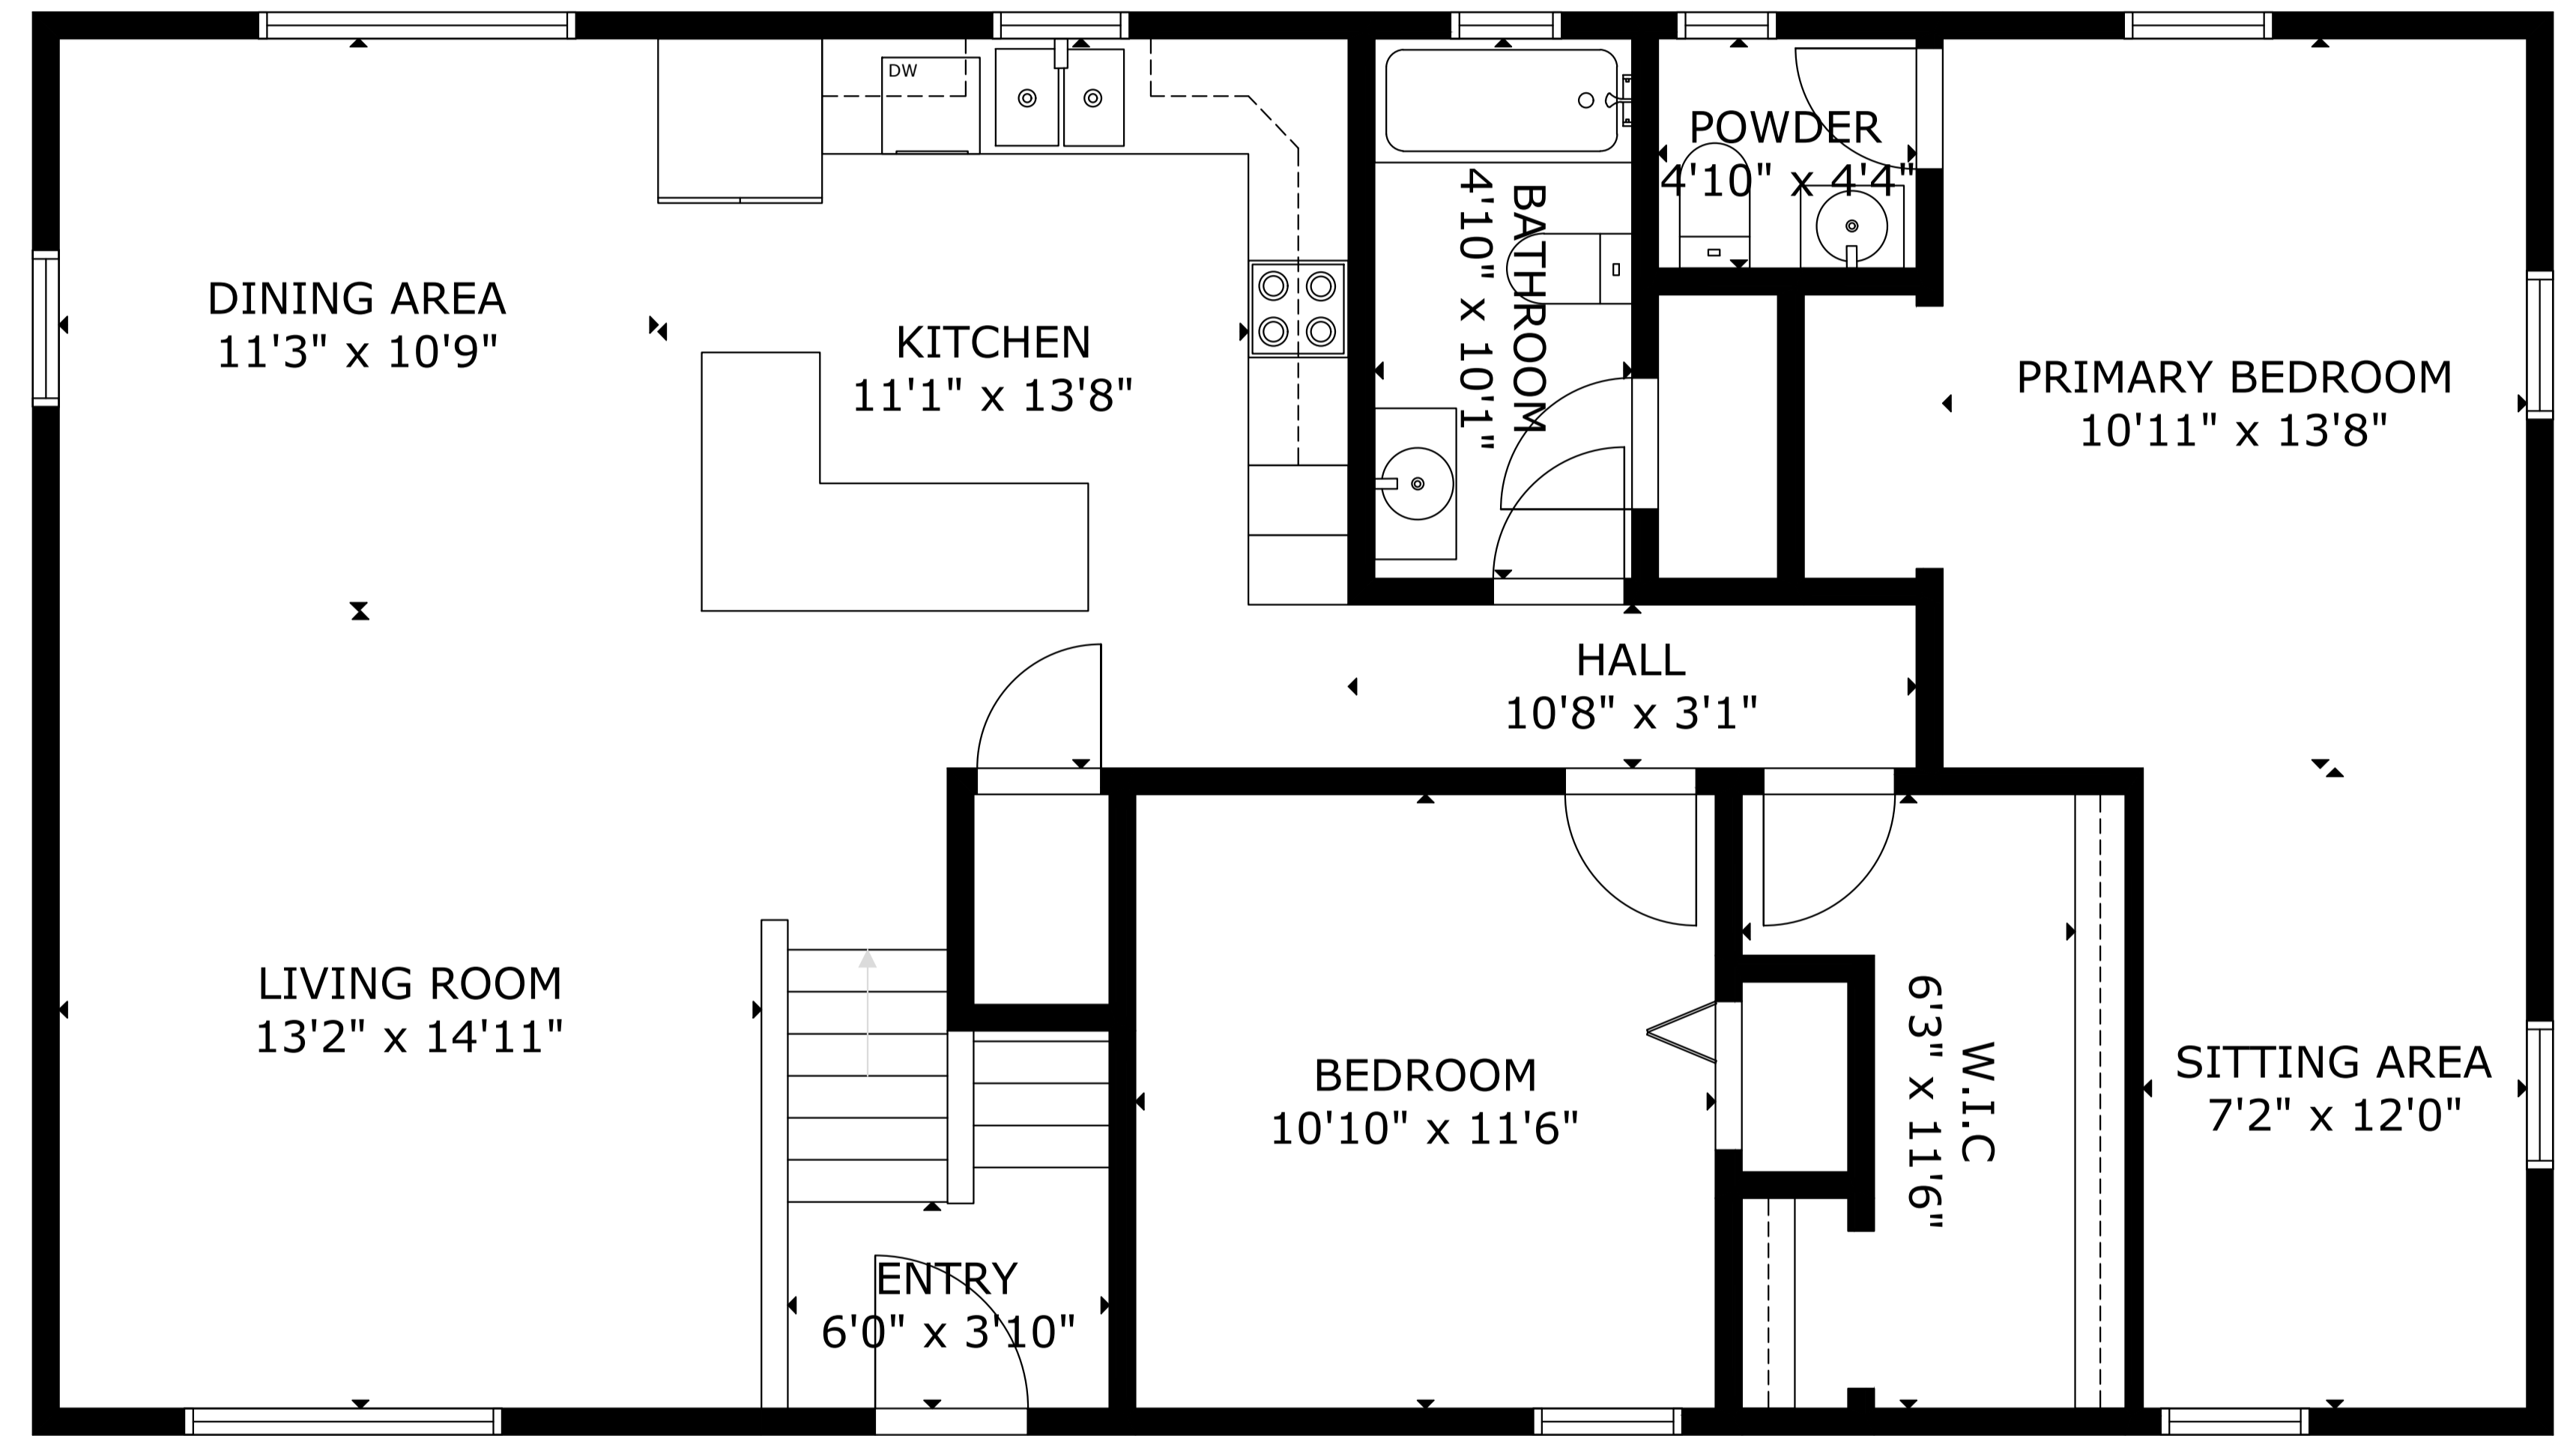 DW
POWDER
4'10" x 4'4"
DINING AREA
11'3" x 10'9"
KITCHEN
11'1" x 13'8"
BATHROOM
4'10" x 10'1"
PRIMARY BEDROOM
10'11" x 13'8"
HALL
10'8" x 3'1"
LIVING ROOM
13'2" x 14'11"
BEDROOM
10'10" x 11'6"
W.I.C
6'3" x 11'6"
SITTING AREA
7'2" x 12'0"
ENTRY
6'0" x 3'10"